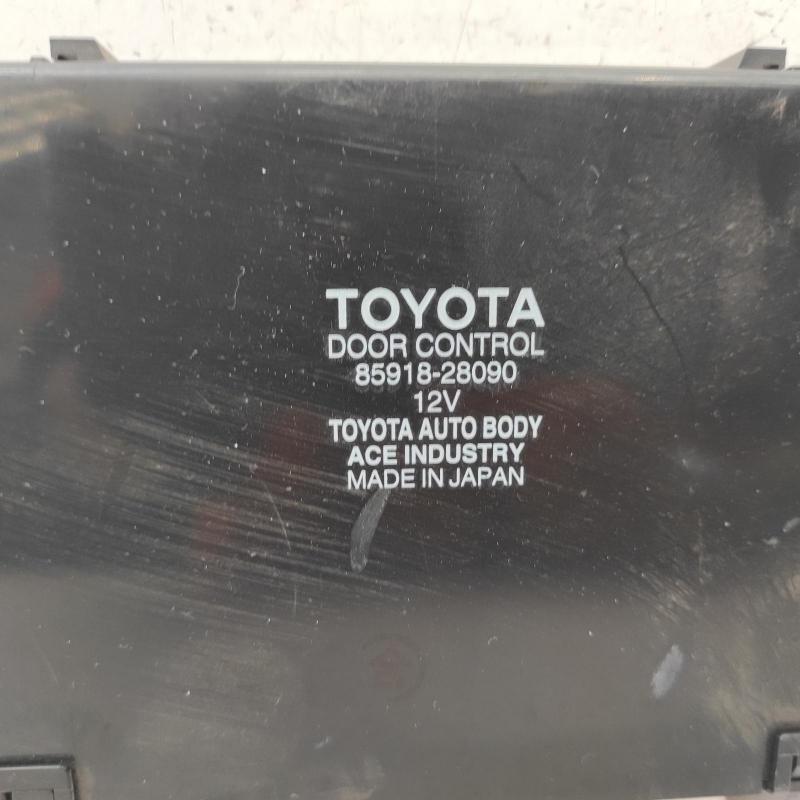 TOYOTA
DOOR CONTROL
85918-28090
12V
TOYOTA AUTO BODY
ACE INDUSTRY
MADE IN JAPAN